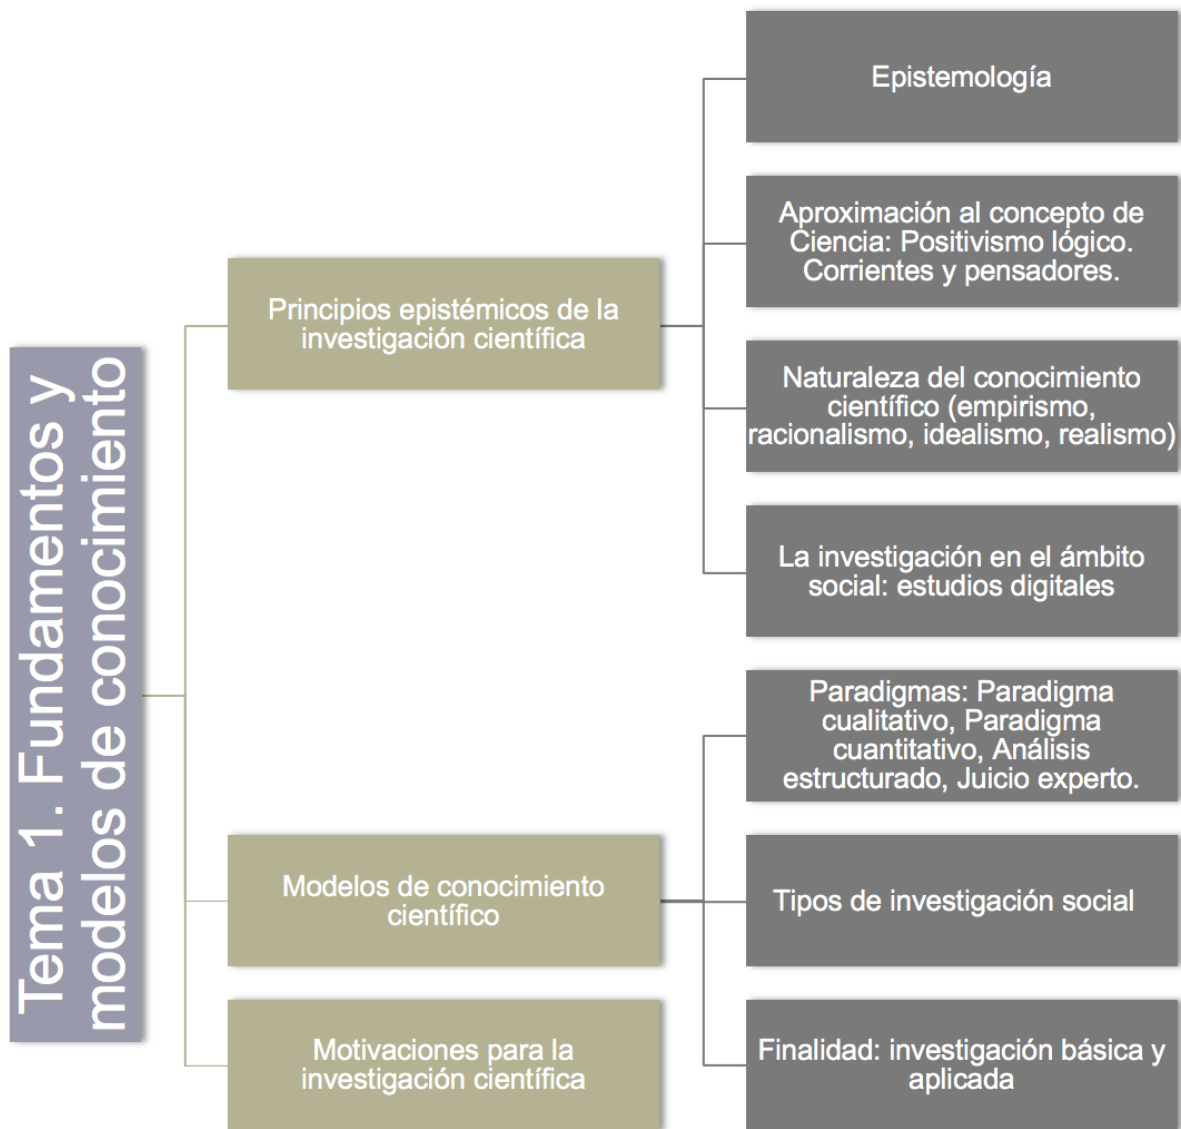 Tema 1. Fundamentos y
modelos de conocimiento
Principios epistémicos de la
investigación científica
Epistemología
Aproximación al concepto de
Ciencia: Positivismo lógico.
Corrientes y pensadores.
Naturaleza del conocimiento
científico (empirismo,
racionalismo, idealismo, realismo)
La investigación en el ámbito
social: estudios digitales
Modelos de conocimiento
científico
Paradigmas: Paradigma
cualitativo, Paradigma
cuantitativo, Análisis
estructurado, Juicio experto.
Tipos de investigación social
Finalidad: investigación básica y
aplicada
Motivaciones para la
investigación científica